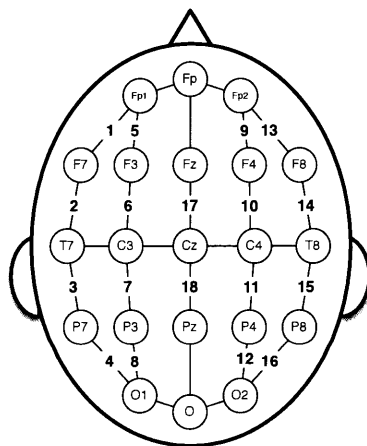 Fp
Fp1 Fp2
1 5 9 13
F7 F3 Fz F4 F8
2 6 17 10 14
T7 C3 Cz C4 T8
3 7 18 11 15
P7 P3 Pz P4 P8
4 8 12 16
O1 O2
O